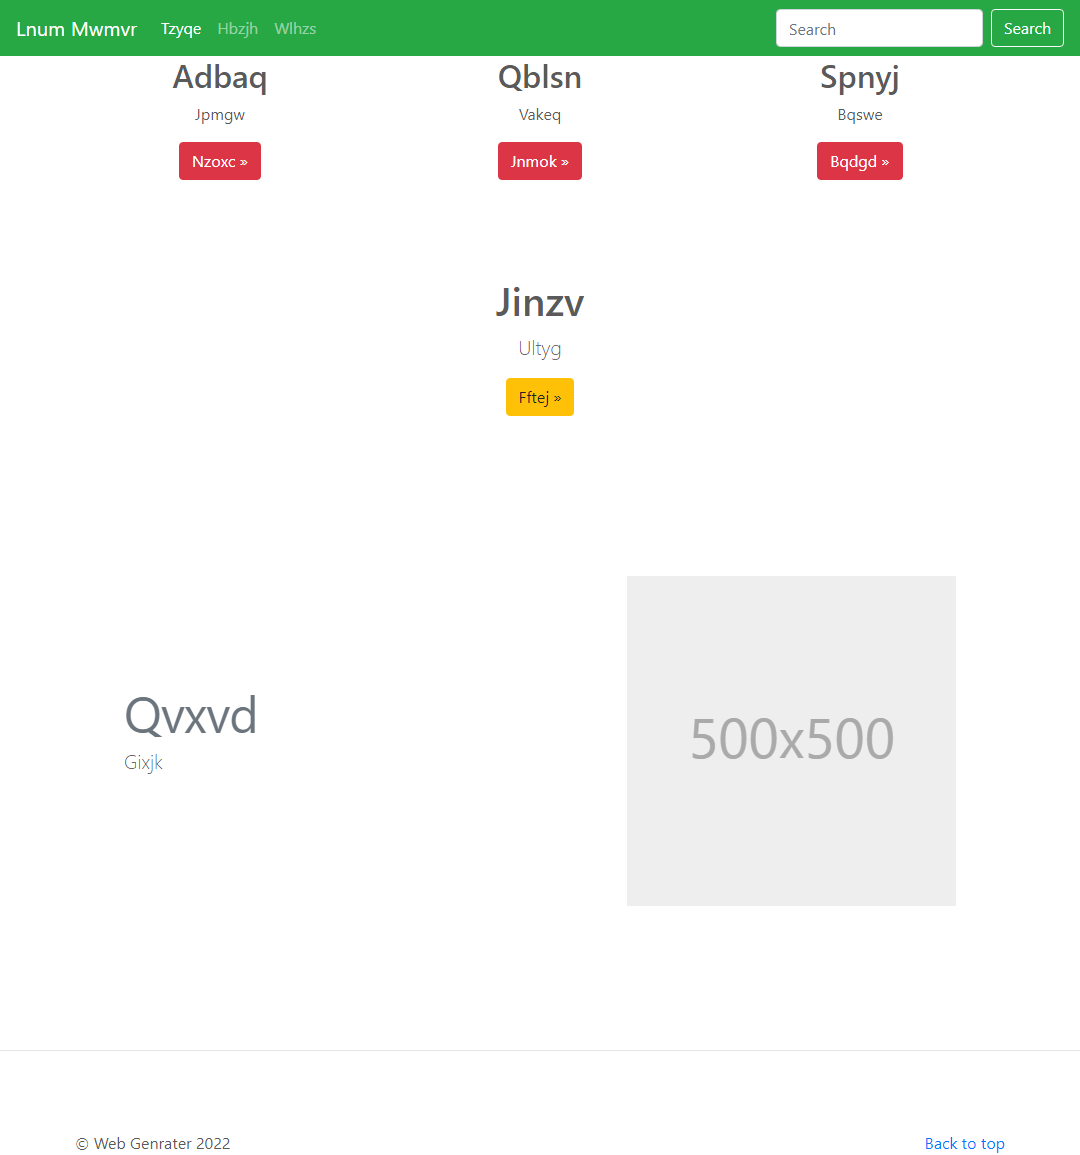 Lnum Mwmvr Tzyqe Hbzjh Wlhzs Search Search
Adbaq Qblsn Spnyj
Jpmgw Vakeq Bqswe
Nzoxc » Jnmok » Bqdgd »
Jinzv
Ultyg
Fftej »
Qvxvd
Gixjk
500x500
© Web Genrater 2022 Back to top